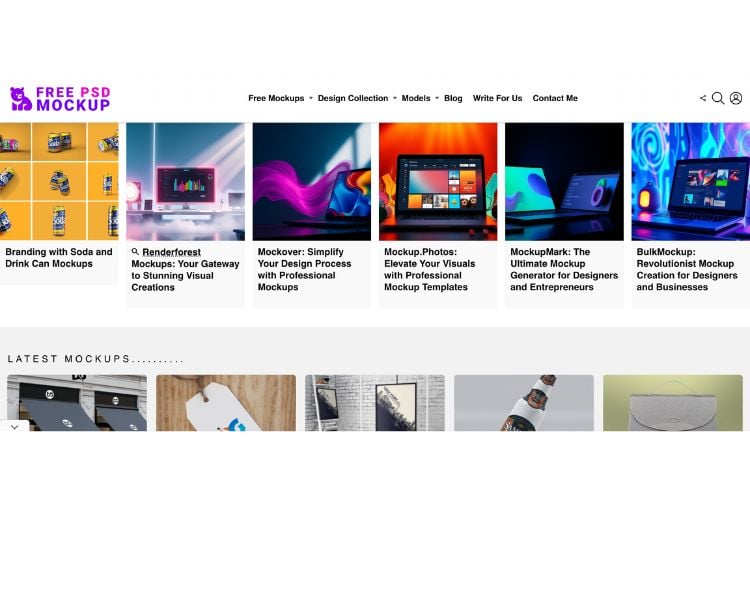 FREE PSD
MOCKUP
Free Mockups
Design Collection
Models
Blog
Write For Us
Contact Me
Branding with Soda and
Drink Can Mockups
Renderforest
Mockups: Your Gateway
to Stunning Visual
Creations
Mockover: Simplify
Your Design Process
with Professional
Mockups
Mockup.Photos:
Elevate Your Visuals
with Professional
Mockup Templates
MockupMark: The
Ultimate Mockup
Generator for Designers
and Entrepreneurs
BulkMockup:
Revolutionist Mockup
Creation for Designers
and Businesses
LATEST MOCKUPS..........